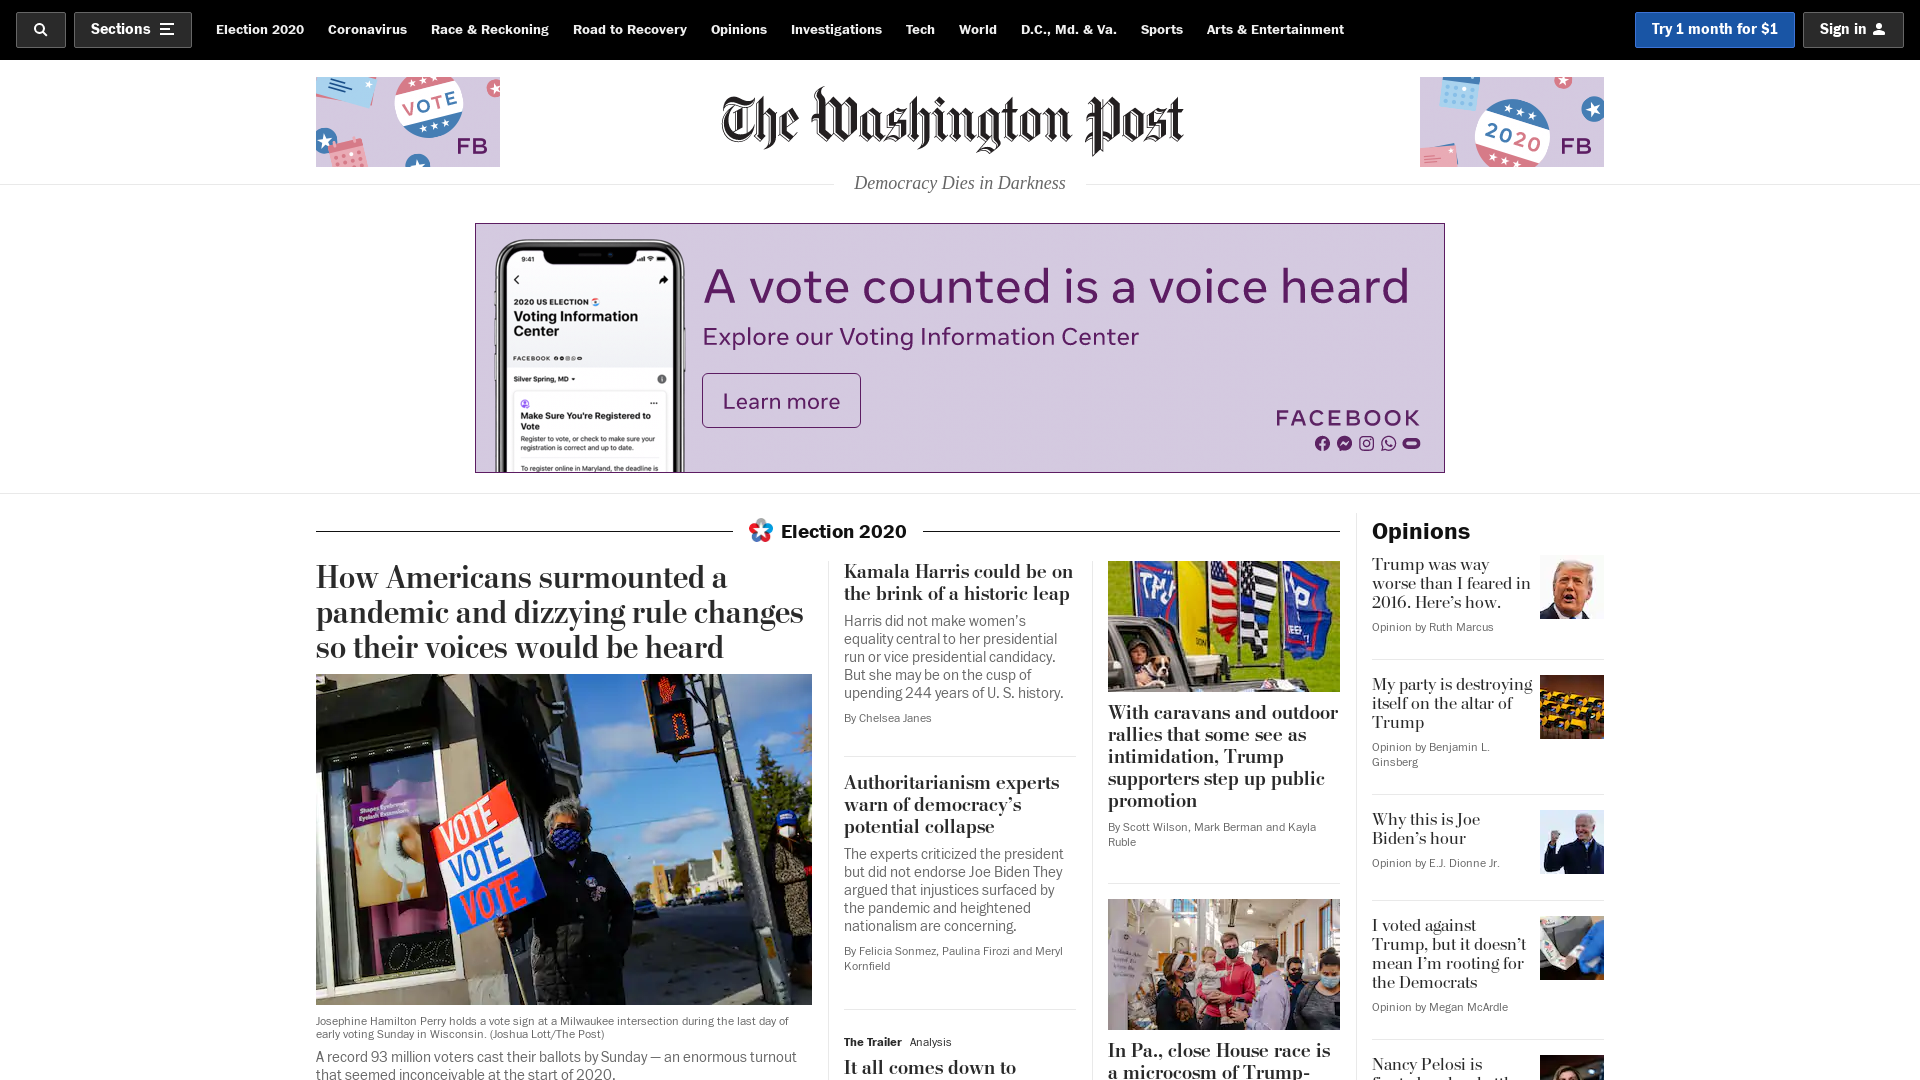 Sections
Election 2020
Coronavirus
Race & Reckoning
Road to Recovery
Opinions
Investigations
Tech
World
D.C., Md. & Va.
Sports
Arts & Entertainment
Try 1 month for $1
Sign in
VOTE
FB
The Washington Post
2020
FB
Democracy Dies in Darkness
9:41
2020 US ELECTION
Voting Information
Center
FACEBOOK
Silver Spring, MD
Make Sure You're Registered to
Vote
Register to vote, or check to make sure your
registration is correct and up to date.
To register online in Maryland, the deadline is
A vote counted is a voice heard
Explore our Voting Information Center
Learn more
FACEBOOK
Election 2020
How Americans surmounted a
pandemic and dizzying rule changes
so their voices would be heard
VOTE
VOTE
VOTE
Open
Josephine Hamilton Perry holds a vote sign at a Milwaukee intersection during the last day of
early voting Sunday in Wisconsin. (Joshua Lott/The Post)
A record 93 million voters cast their ballots by Sunday — an enormous turnout
that seemed inconceivable at the start of 2020.
Kamala Harris could be on
the brink of a historic leap
Harris did not make women’s
equality central to her presidential
run or vice presidential candidacy.
But she may be on the cusp of
upending 244 years of U. S. history.
By Chelsea Janes
Authoritarianism experts
warn of democracy’s
potential collapse
The experts criticized the president
but did not endorse Joe Biden They
argued that injustices surfaced by
the pandemic and heightened
nationalism are concerning.
By Felicia Sonmez, Paulina Firozi and Meryl
Kornfield
The Trailer Analysis
It all comes down to
With caravans and outdoor
rallies that some see as
intimidation, Trump
supporters step up public
promotion
By Scott Wilson, Mark Berman and Kayla
Ruble
In Pa., close House race is
a microcosm of Trump-
Opinions
Trump was way
worse than I feared in
2016. Here’s how.
Opinion by Ruth Marcus
My party is destroying
itself on the altar of
Trump
Opinion by Benjamin L.
Ginsberg
Why this is Joe
Biden’s hour
Opinion by E.J. Dionne Jr.
I voted against
Trump, but it doesn’t
mean I’m rooting for
the Democrats
Opinion by Megan McArdle
Nancy Pelosi is